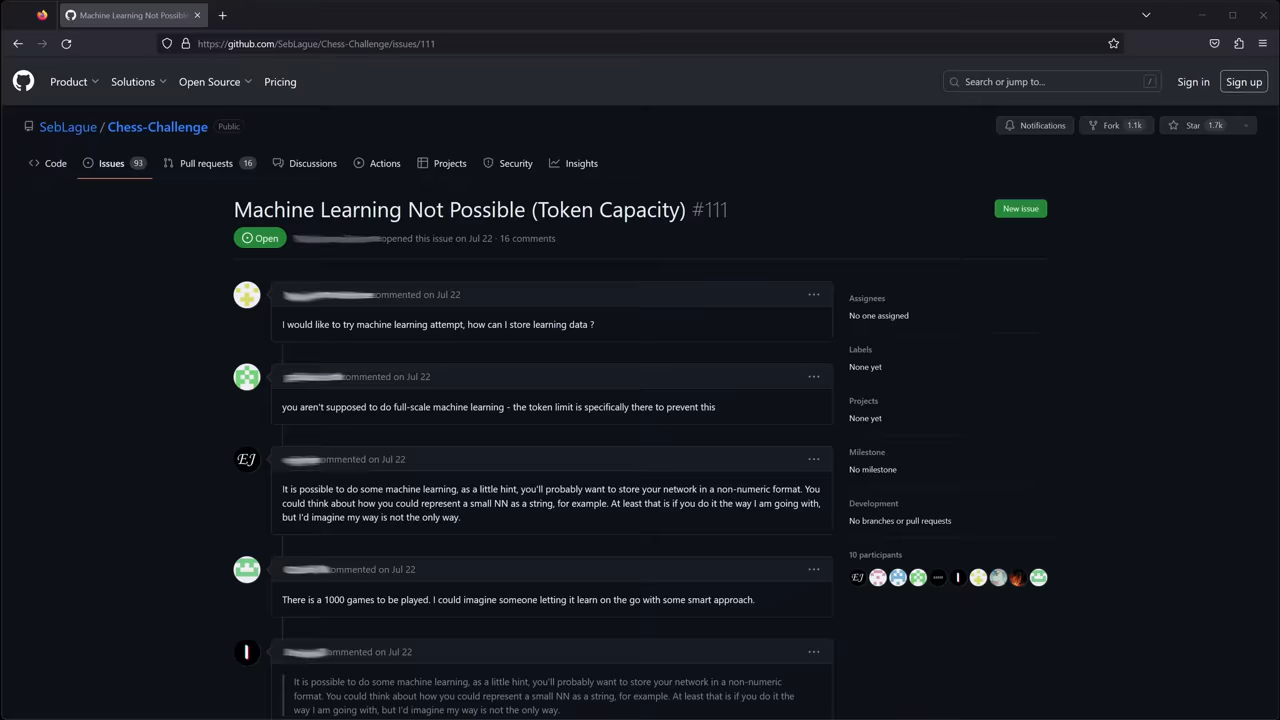 Machine Learning Not Possible
https://github.com/SebLague/Chess-Challenge/issues/111
Product Solutions Open Source Pricing
Search or jump to... /
Sign in Sign up
SebLague / Chess-Challenge Public
Notifications Fork 1.1k Star 1.7k
Code Issues 93 Pull requests 16 Discussions Actions Projects Security Insights
Machine Learning Not Possible (Token Capacity) #111
New issue
Open opened this issue on Jul 22 · 16 comments
commented on Jul 22
I would like to try machine learning attempt, how can I store learning data ?
ommented on Jul 22
you aren't supposed to do full-scale machine learning - the token limit is specifically there to prevent this
EJ
ommented on Jul 22
It is possible to do some machine learning, as a little hint, you'll probably want to store your network in a non-numeric format. You
could think about how you could represent a small NN as a string, for example. At least that is if you do it the way I am going with,
but I'd imagine my way is not the only way.
ommented on Jul 22
There is a 1000 games to be played. I could imagine someone letting it learn on the go with some smart approach.
ommented on Jul 22
It is possible to do some machine learning, as a little hint, you'll probably want to store your network in a non-numeric
format. You could think about how you could represent a small NN as a string, for example. At least that is if you do it the
way I am going with, but I'd imagine my way is not the only way.
Assignees
No one assigned
Labels
None yet
Projects
None yet
Milestone
No milestone
Development
No branches or pull requests
10 participants
EJ